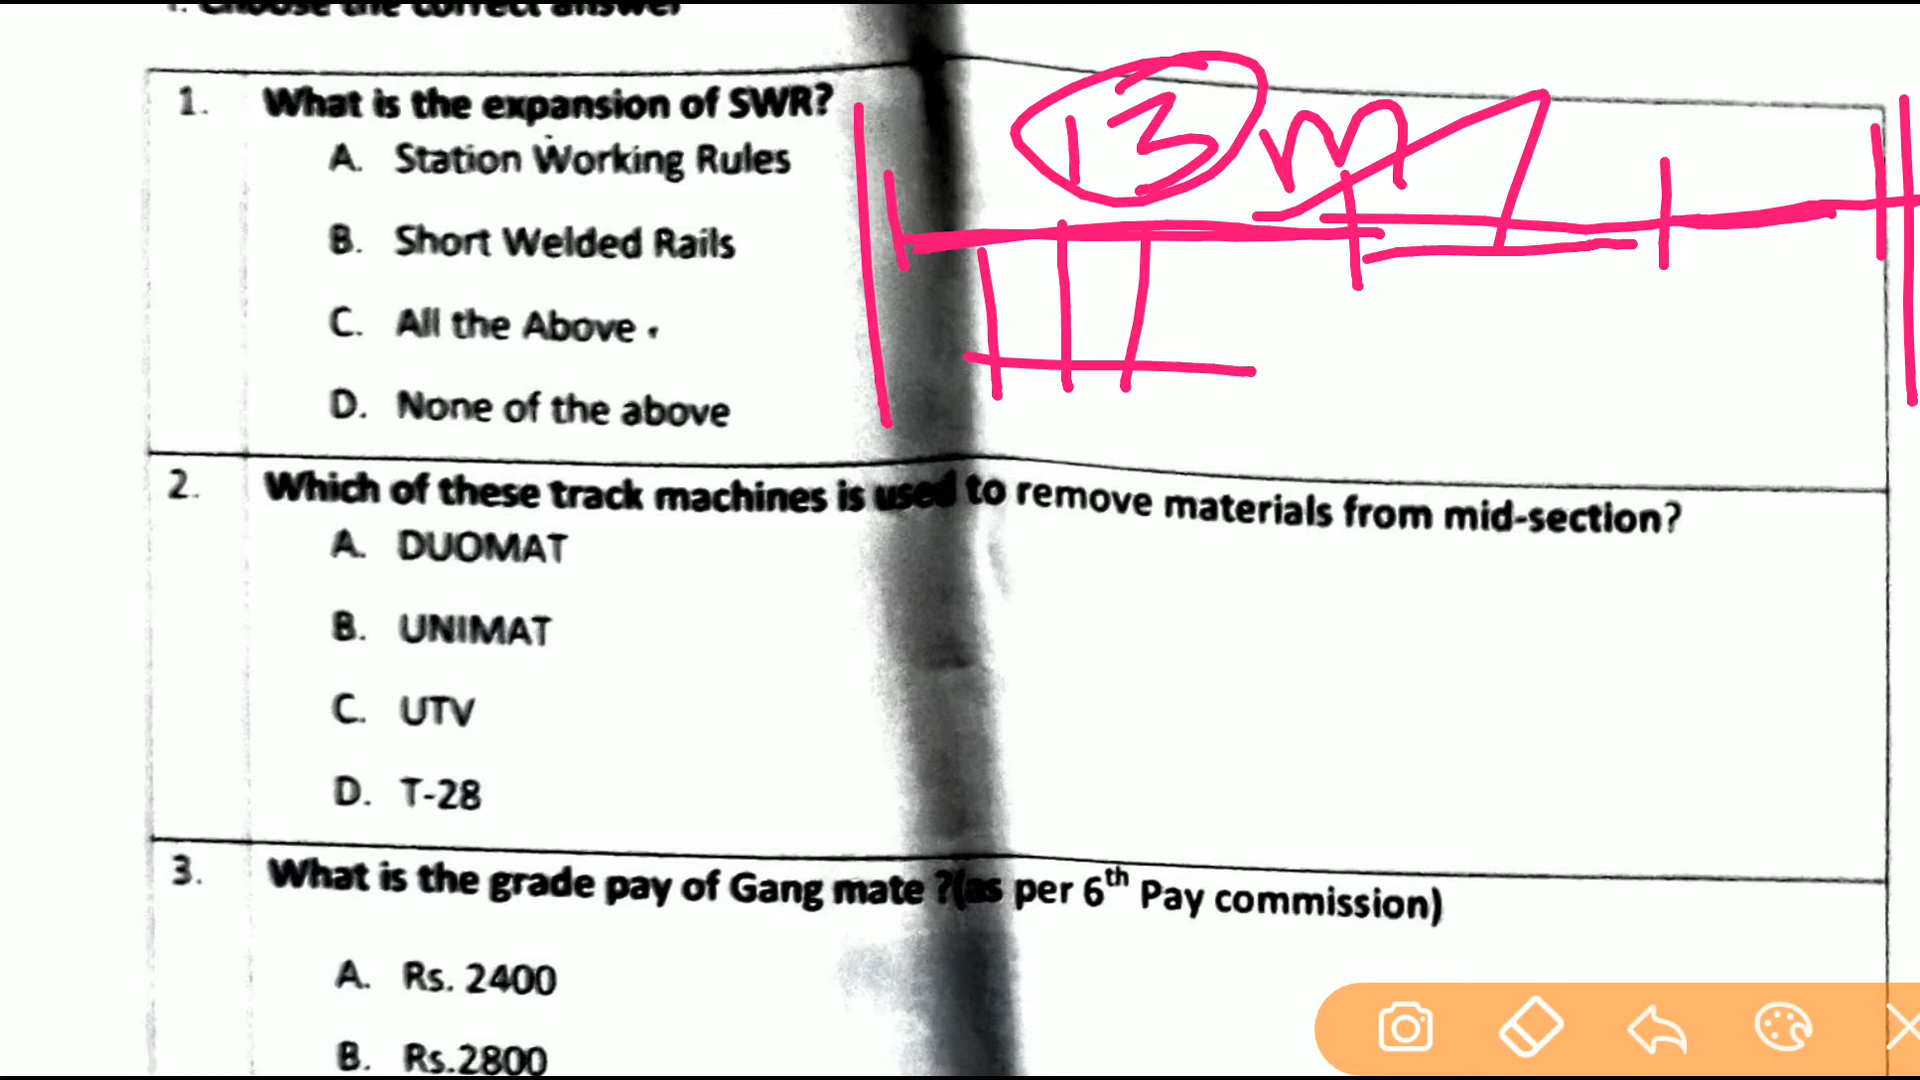 1. Choose the correct answer
1. What is the expansion of SWR?
A. Station Working Rules
B. Short Welded Rails
C. All the Above
D. None of the above
13 m
2. Which of these track machines is used to remove materials from mid-section?
A. DUOMAT
B. UNIMAT
C. UTV
D. T-28
3. What is the grade pay of Gang mate ?(as per 6th Pay commission)
A. Rs. 2400
B. Rs.2800